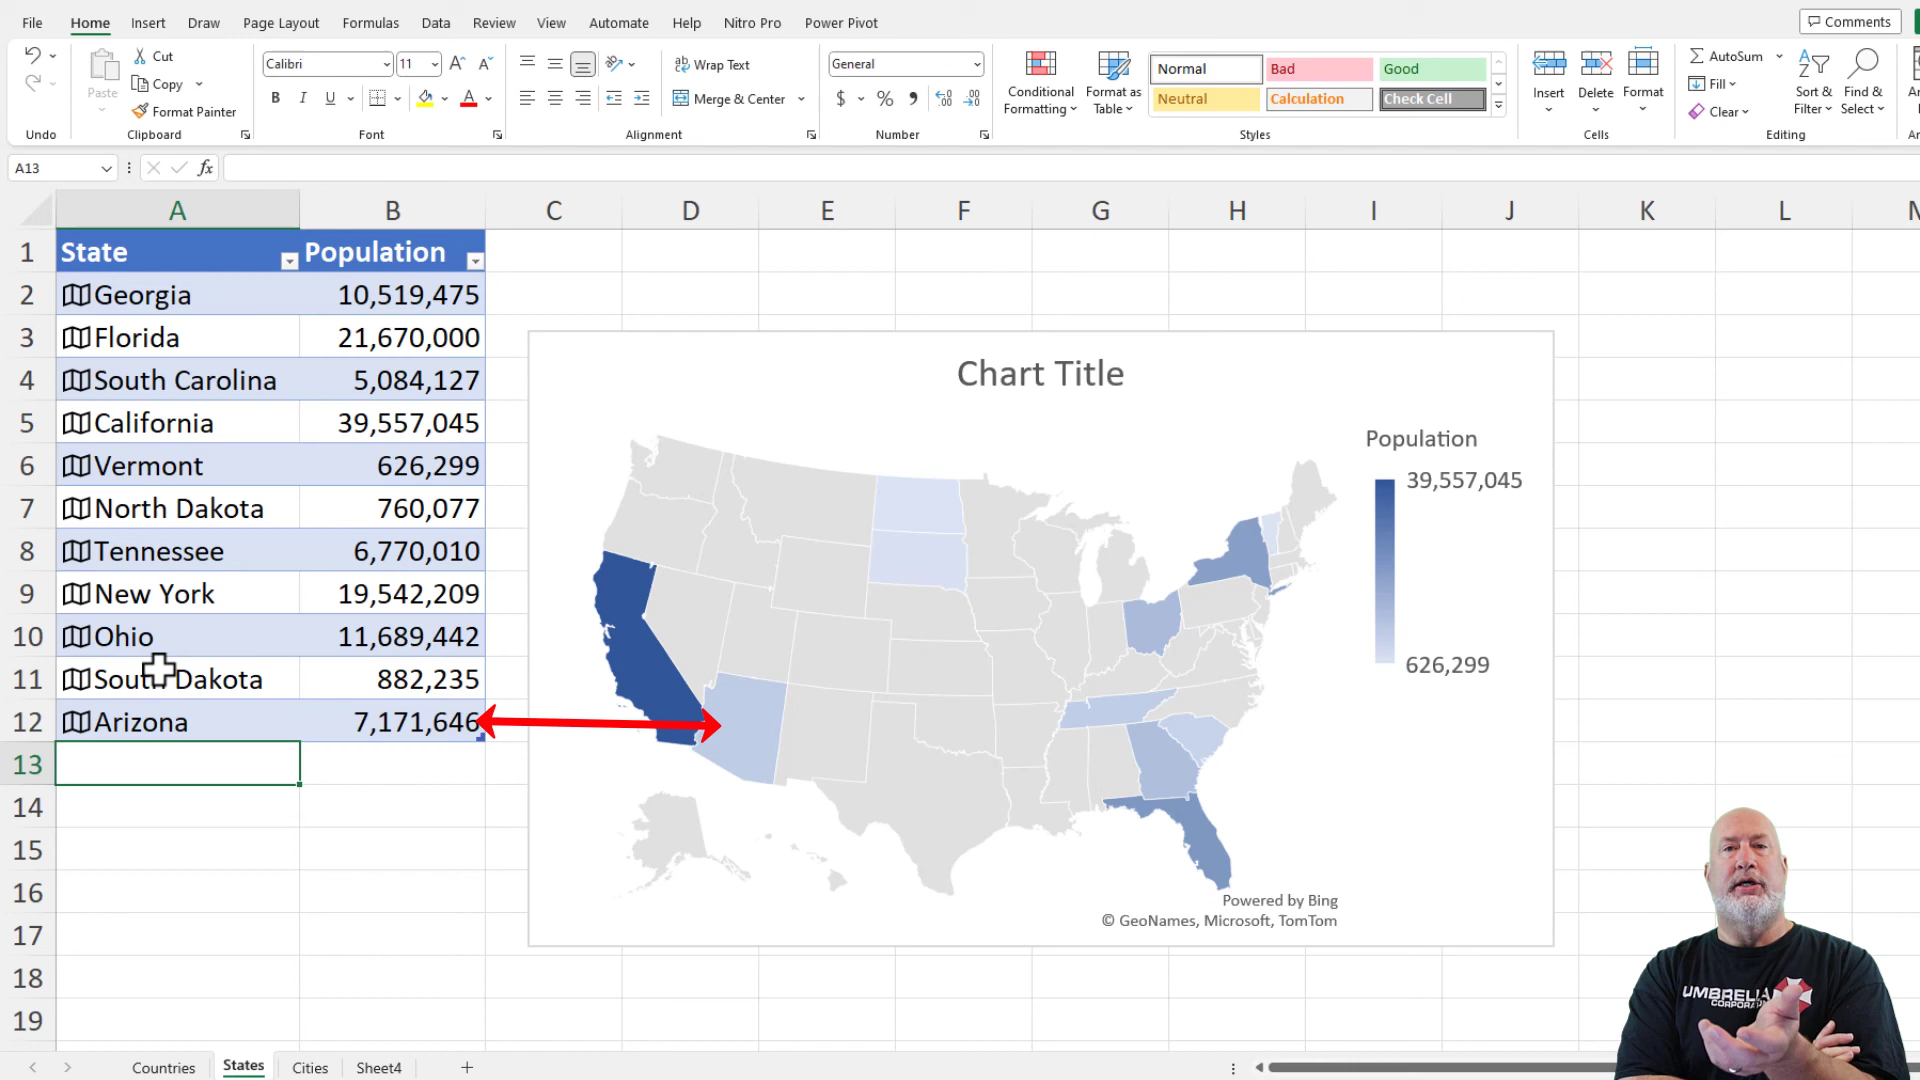 File Home Insert Draw Page Layout Formulas Data Review View Automate Help Nitro Pro Power Pivot Comments
Paste Cut Copy Format Painter
Calibri 11
B I U A
Wrap Text
Merge & Center
General
$ %
Conditional Formatting
Format as Table
Normal Bad Good
Neutral Calculation Check Cell
Insert Delete Format
AutoSum
Fill
Clear
Sort & Filter
Find & Select
Undo Clipboard Font Alignment Number Styles Cells Editing
A13 fx
A B C D E F G H I J K L
1 State Population
2 Georgia 10,519,475
3 Florida 21,670,000
4 South Carolina 5,084,127
5 California 39,557,045
6 Vermont 626,299
7 North Dakota 760,077
8 Tennessee 6,770,010
9 New York 19,542,209
10 Ohio 11,689,442
11 South Dakota 882,235
12 Arizona 7,171,646
13
14
15
16
17
18
19
Chart Title
Population
39,557,045
626,299
Powered by Bing
© GeoNames, Microsoft, TomTom
UMBRELLA
CORPORATION
Countries States Cities Sheet4 +